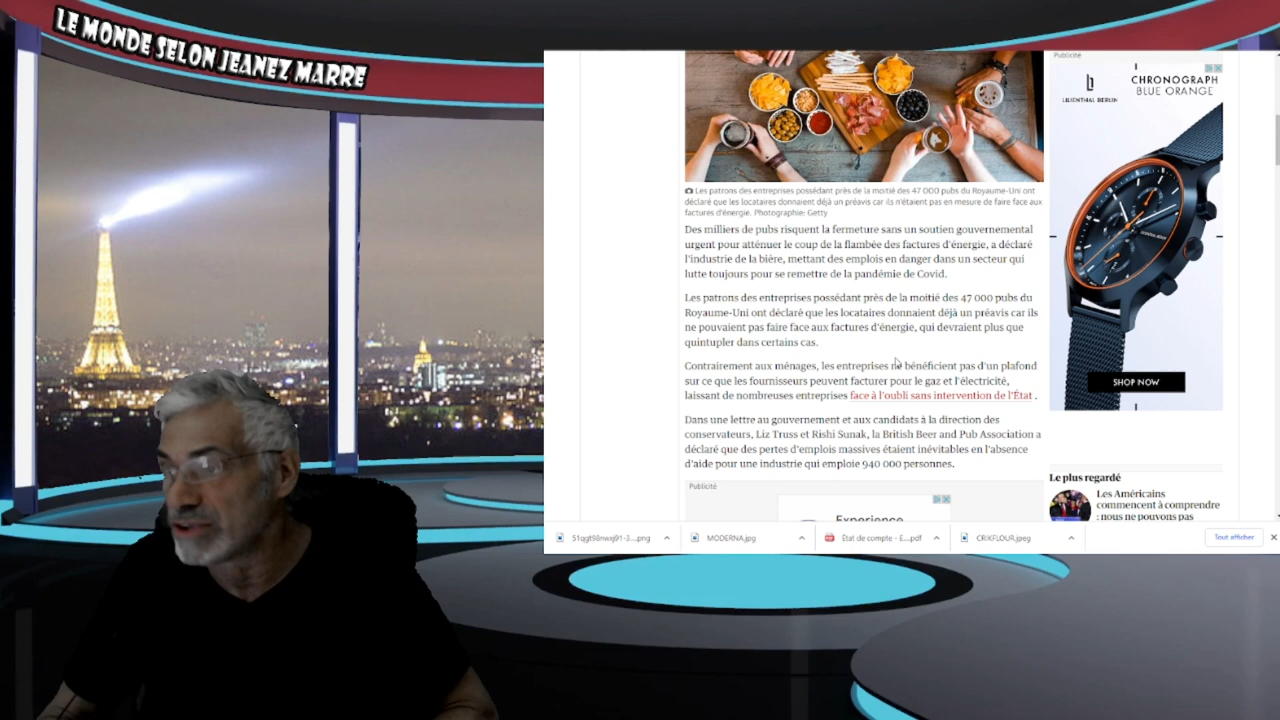 LE MONDE SELON JEANEZ MARRE
Publicité
LILIENTHAL BERLIN
CHRONOGRAPH
BLUE ORANGE
Les patrons des entreprises possédant près de la moitié des 47 000 pubs du Royaume-Uni ont
déclaré que les locataires donnaient déjà un préavis car ils n'étaient pas en mesure de faire face aux
factures d'énergie. Photographie: Getty
Des milliers de pubs risquent la fermeture sans un soutien gouvernemental
urgent pour atténuer le coup de la flambée des factures d'énergie, a déclaré
l'industrie de la bière, mettant des emplois en danger dans un secteur qui
lutte toujours pour se remettre de la pandémie de Covid.
Les patrons des entreprises possédant près de la moitié des 47 000 pubs du
Royaume-Uni ont déclaré que les locataires donnaient déjà un préavis car ils
ne pouvaient pas faire face aux factures d'énergie, qui devraient plus que
quintupler dans certains cas.
Contrairement aux ménages, les entreprises ne bénéficient pas d'un plafond
sur ce que les fournisseurs peuvent facturer pour le gaz et l'électricité,
laissant de nombreuses entreprises face à l'oubli sans intervention de l'État .
Dans une lettre au gouvernement et aux candidats à la direction des
conservateurs, Liz Truss et Rishi Sunak, la British Beer and Pub Association a
déclaré que des pertes d'emplois massives étaient inévitables en l'absence
d'aide pour une industrie qui emploie 940 000 personnes.
SHOP NOW
Publicité
Experience
Le plus regardé
Les Américains
commencent à comprendre
: nous ne pouvons pas
51qgt98nwxj91-3....png
MODERNA.jpg
État de compte - E....pdf
CRIKFLOUR.jpeg
Tout afficher